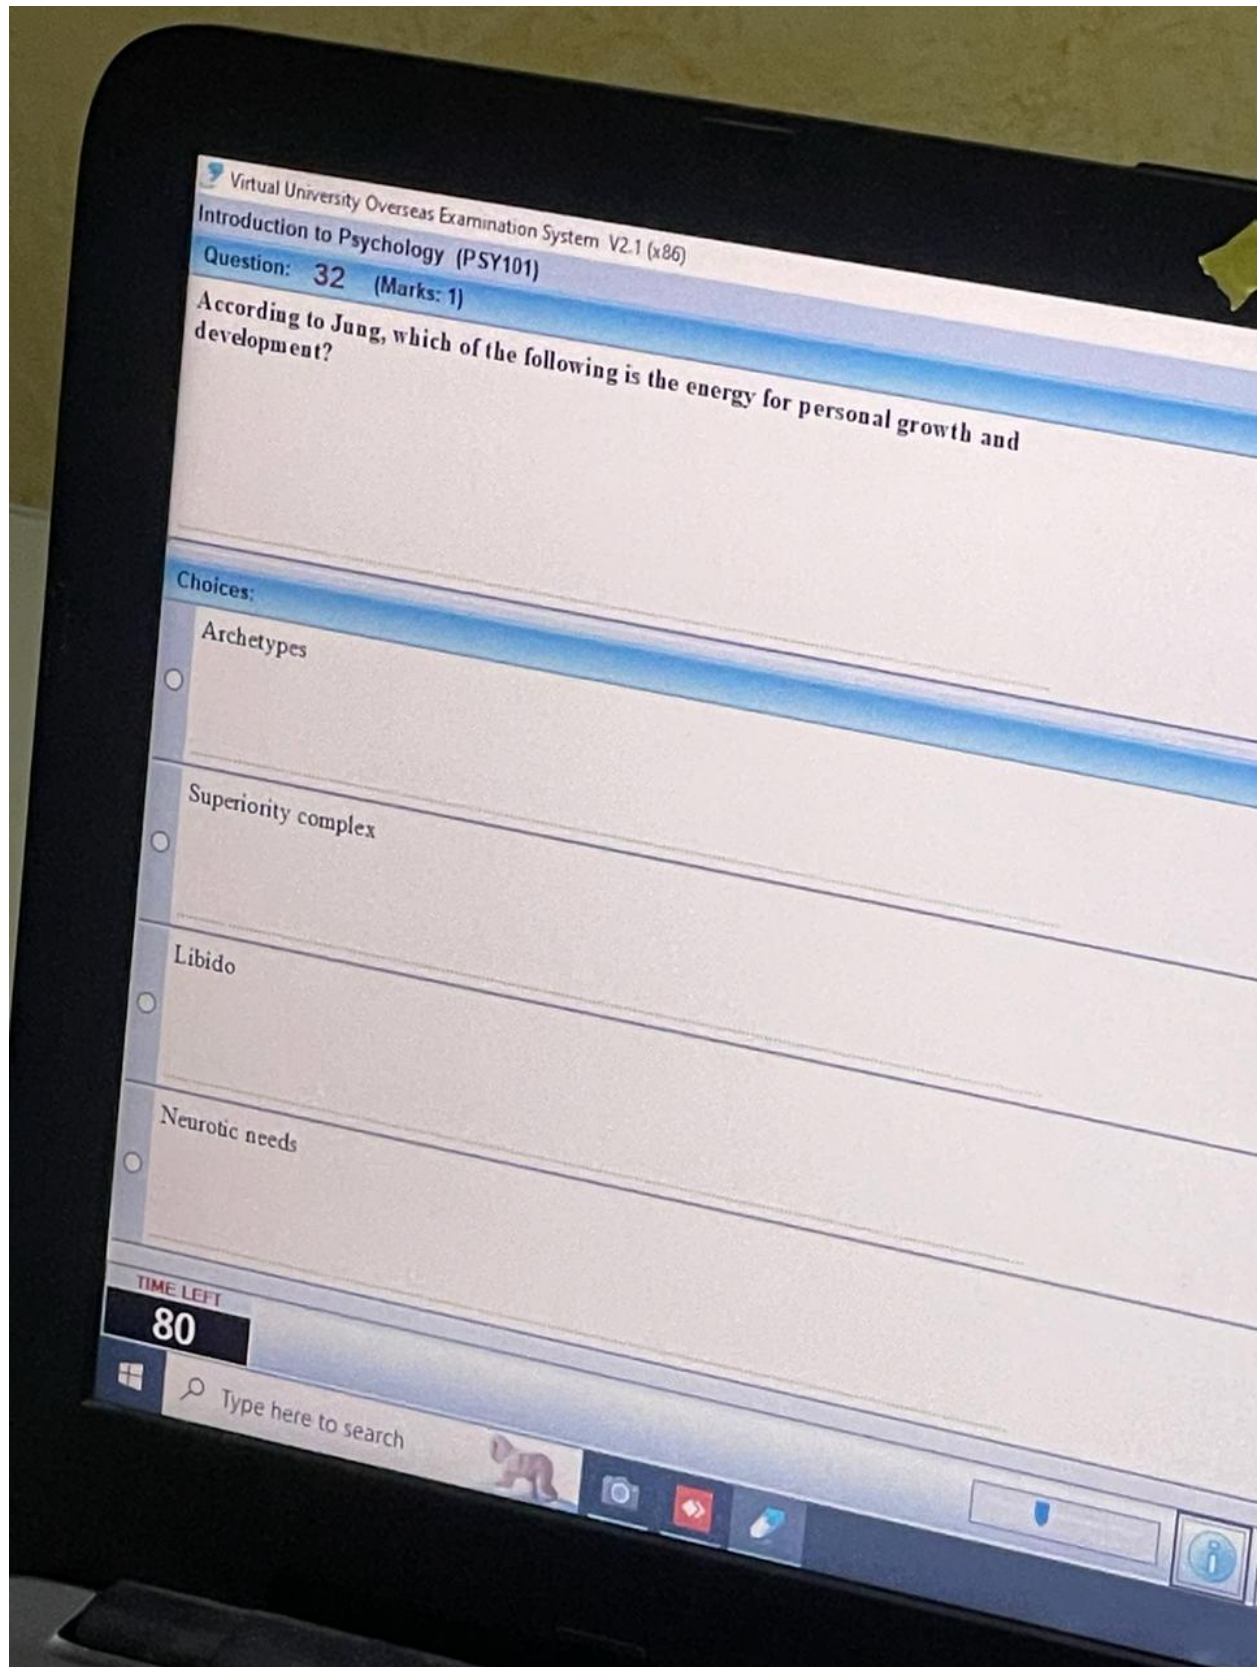 Virtual University Overseas Examination System V2.1 (x86)
Introduction to Psychology (PSY101)
Question: 32 (Marks: 1)
According to Jung, which of the following is the energy for personal growth and
development?
Choices:
Archetypes
Superiority complex
Libido
Neurotic needs
TIME LEFT
80
Type here to search